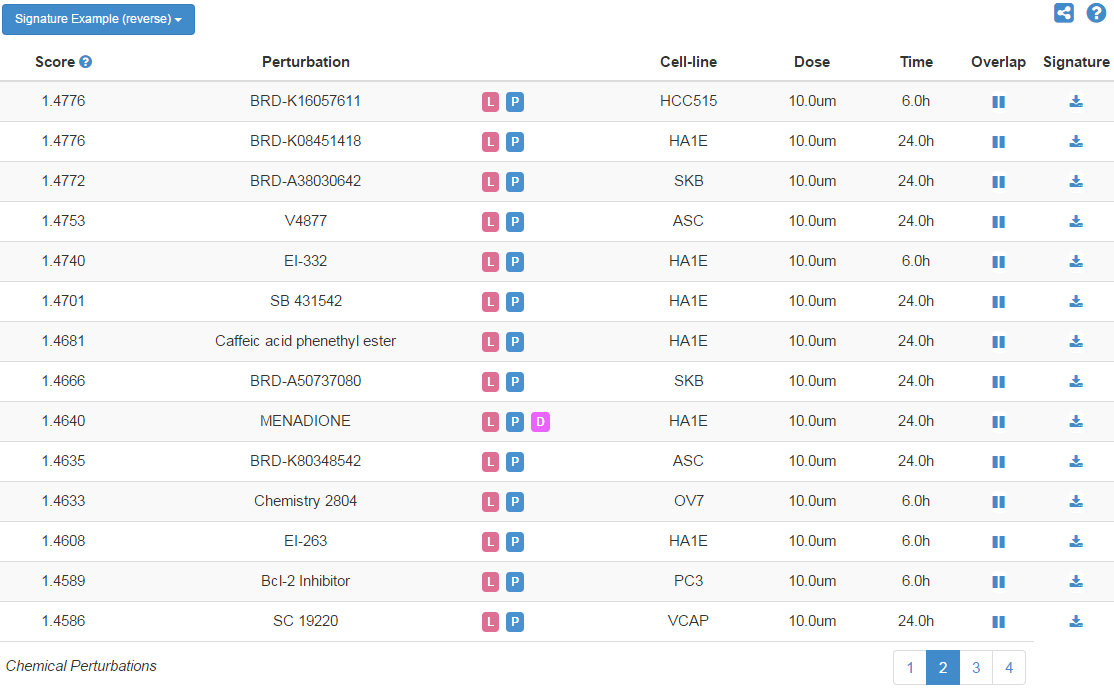 Signature Example (reverse)
?
Score ? Perturbation Cell-line Dose Time Overlap Signature
1.4776 BRD-K16057611 L P HCC515 10.0um 6.0h
1.4776 BRD-K08451418 L P HA1E 10.0um 24.0h
1.4772 BRD-A38030642 L P SKB 10.0um 24.0h
1.4753 V4877 L P ASC 10.0um 24.0h
1.4740 EI-332 L P HA1E 10.0um 6.0h
1.4701 SB 431542 L P HA1E 10.0um 24.0h
1.4681 Caffeic acid phenethyl ester L P HA1E 10.0um 24.0h
1.4666 BRD-A50737080 L P SKB 10.0um 24.0h
1.4640 MENADIONE L P D HA1E 10.0um 24.0h
1.4635 BRD-K80348542 L P ASC 10.0um 24.0h
1.4633 Chemistry 2804 L P OV7 10.0um 6.0h
1.4608 EI-263 L P HA1E 10.0um 6.0h
1.4589 Bcl-2 Inhibitor L P PC3 10.0um 6.0h
1.4586 SC 19220 L P VCAP 10.0um 24.0h
Chemical Perturbations 1 2 3 4